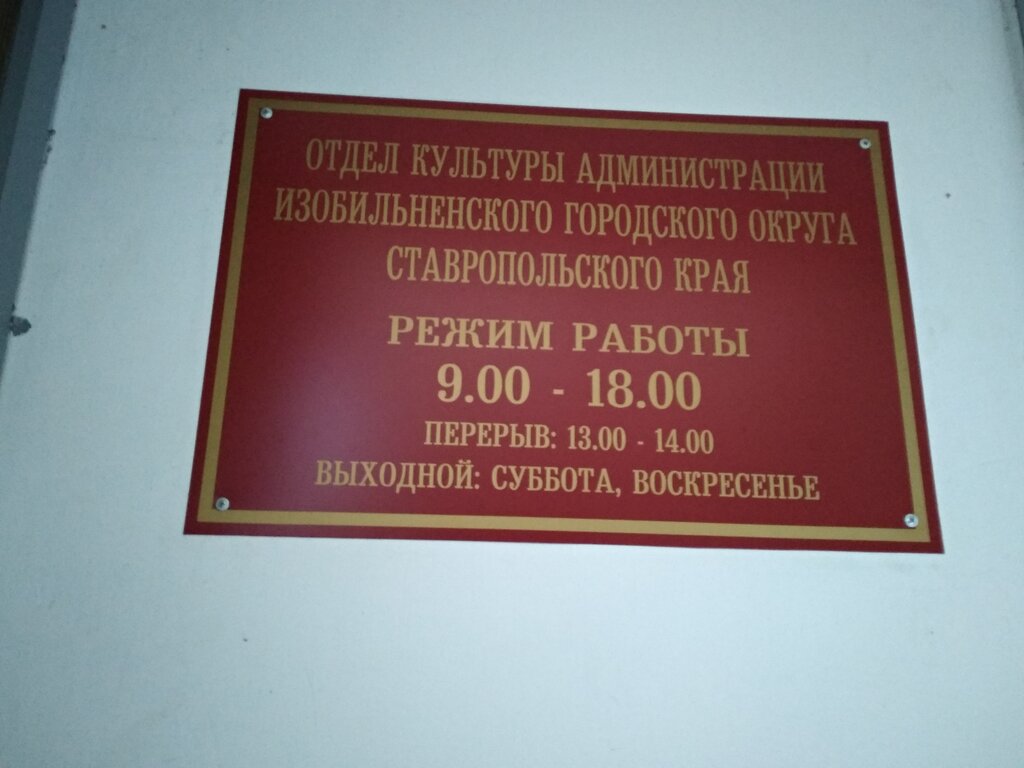 ОТДЕЛ КУЛЬТУРЫ АДМИНИСТРАЦИИ
ИЗОБИЛЬНЕНСКОГО ГОРОДСКОГО ОКРУГА
СТАВРОПОЛЬСКОГО КРАЯ
РЕЖИМ РАБОТЫ
9.00 - 18.00
ПЕРЕРЫВ: 13.00 - 14.00
ВЫХОДНОЙ: СУББОТА, ВОСКРЕСЕНЬЕ